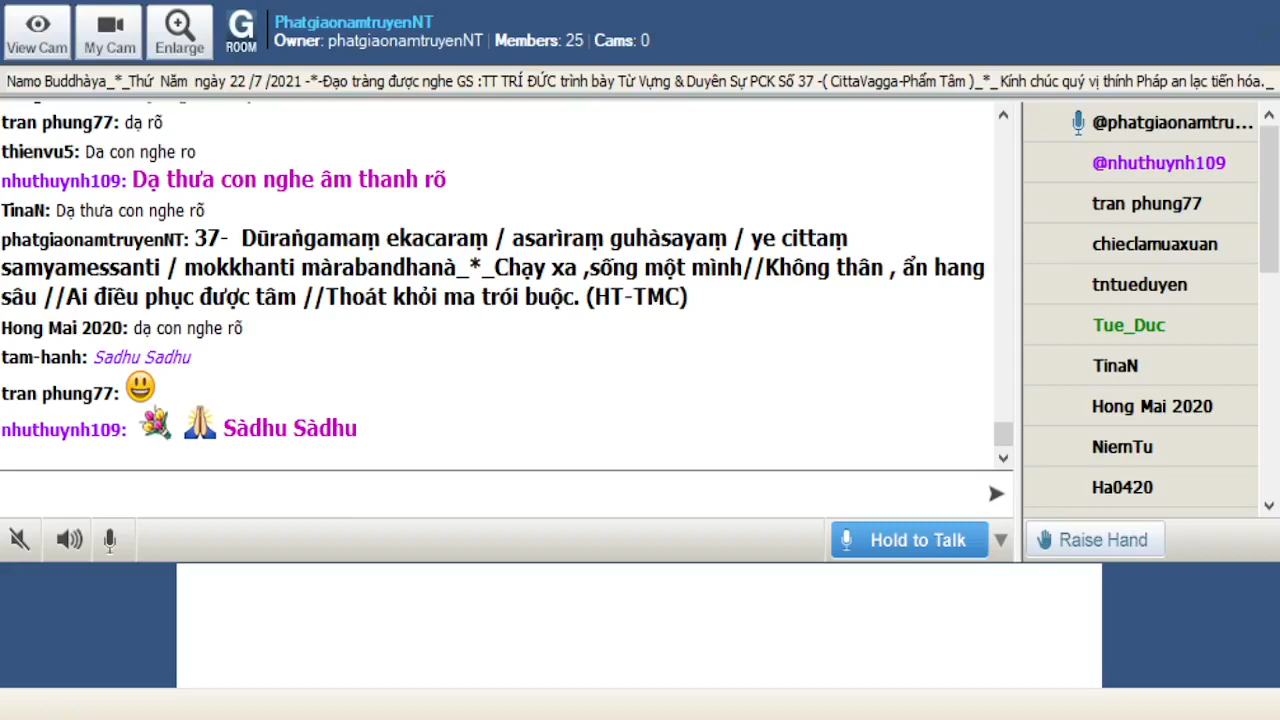 View Cam
My Cam
Enlarge
G
ROOM
PhatgiaonamtruyenNT
Owner: phatgiaonamtruyenNT | Members: 25 | Cams: 0
Namo Buddhàya_*_Thứ Năm ngày 22 /7 /2021 -*-Đạo tràng được nghe GS :TT TRÍ ĐỨC trình bày Từ Vựng & Duyên Sự PCK Số 37 -( CittaVagga-Phẩm Tâm )_*_Kính chúc quý vị thính Pháp an lạc tiến hóa._
tran phung77: dạ rõ
thienvu5: Da con nghe ro
nhuthuynh109: Dạ thưa con nghe âm thanh rõ
TinaN: Dạ thưa con nghe rõ
phatgiaonamtruyenNT: 37- Dūraṅgamaṃ ekacaraṃ / asarìraṃ guhàsayaṃ / ye cittaṃ
samyamessanti / mokkhanti màrabandhanà_*_Chạy xa ,sống một mình//Không thân , ẩn hang
sâu //Ai điều phục được tâm //Thoát khỏi ma trói buộc. (HT-TMC)
Hong Mai 2020: dạ con nghe rõ
tam-hanh: Sadhu Sadhu
tran phung77:
nhuthuynh109: Sàdhu Sàdhu
@phatgiaonamtru...
@nhuthuynh109
tran phung77
chieclamuaxuan
tntueduyen
Tue_Duc
TinaN
Hong Mai 2020
NiemTu
Ha0420
Hold to Talk
Raise Hand